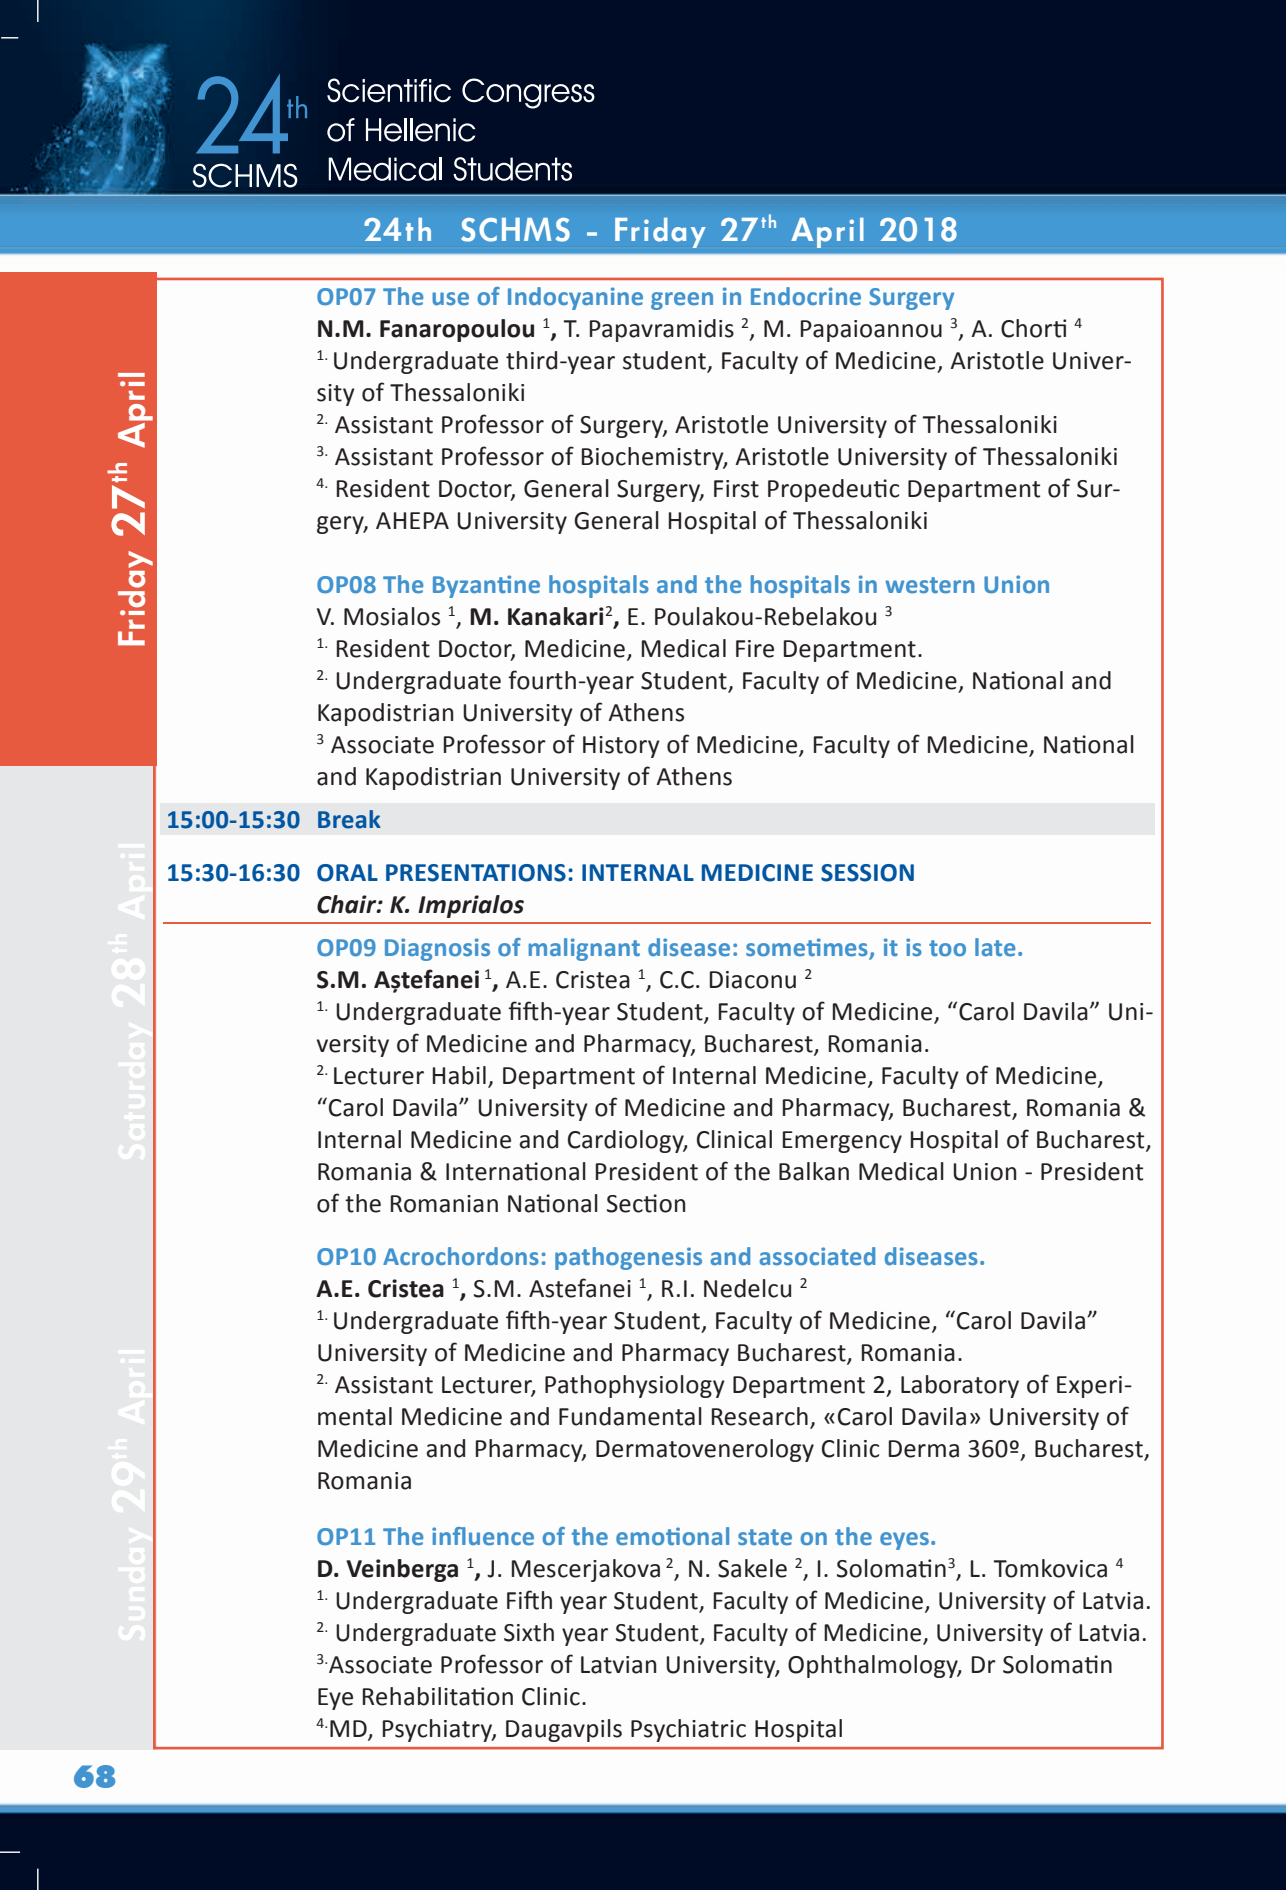 24th
SCHMS
Scientific Congress
of Hellenic
Medical Students
24th SCHMS - Friday 27th April 2018
Friday 27th April
Saturday 28th April
Sunday 29th April
OP07 The use of Indocyanine green in Endocrine Surgery
N.M. Fanaropoulou 1, T. Papavramidis 2, M. Papaioannou 3, A. Chorti 4
1. Undergraduate third-year student, Faculty of Medicine, Aristotle Univer-
sity of Thessaloniki
2. Assistant Professor of Surgery, Aristotle University of Thessaloniki
3. Assistant Professor of Biochemistry, Aristotle University of Thessaloniki
4. Resident Doctor, General Surgery, First Propedeutic Department of Sur-
gery, AHEPA University General Hospital of Thessaloniki
OP08 The Byzantine hospitals and the hospitals in western Union
V. Mosialos 1, M. Kanakari2, E. Poulakou-Rebelakou 3
1. Resident Doctor, Medicine, Medical Fire Department.
2. Undergraduate fourth-year Student, Faculty of Medicine, National and
Kapodistrian University of Athens
3 Associate Professor of History of Medicine, Faculty of Medicine, National
and Kapodistrian University of Athens
15:00-15:30 Break
15:30-16:30 ORAL PRESENTATIONS: INTERNAL MEDICINE SESSION
Chair: K. Imprialos
OP09 Diagnosis of malignant disease: sometimes, it is too late.
S.M. Aștefanei 1, A.E. Cristea 1, C.C. Diaconu 2
1. Undergraduate fifth-year Student, Faculty of Medicine, “Carol Davila” Uni-
versity of Medicine and Pharmacy, Bucharest, Romania.
2. Lecturer Habil, Department of Internal Medicine, Faculty of Medicine,
“Carol Davila” University of Medicine and Pharmacy, Bucharest, Romania &
Internal Medicine and Cardiology, Clinical Emergency Hospital of Bucharest,
Romania & International President of the Balkan Medical Union - President
of the Romanian National Section
OP10 Acrochordons: pathogenesis and associated diseases.
A.E. Cristea 1, S.M. Astefanei 1, R.I. Nedelcu 2
1. Undergraduate fifth-year Student, Faculty of Medicine, “Carol Davila”
University of Medicine and Pharmacy Bucharest, Romania.
2. Assistant Lecturer, Pathophysiology Department 2, Laboratory of Experi-
mental Medicine and Fundamental Research, «Carol Davila» University of
Medicine and Pharmacy, Dermatovenerology Clinic Derma 360º, Bucharest,
Romania
OP11 The influence of the emotional state on the eyes.
D. Veinberga 1, J. Mescerjakova 2, N. Sakele 2, I. Solomatin3, L. Tomkovica 4
1. Undergraduate Fifth year Student, Faculty of Medicine, University of Latvia.
2. Undergraduate Sixth year Student, Faculty of Medicine, University of Latvia.
3.Associate Professor of Latvian University, Ophthalmology, Dr Solomatin
Eye Rehabilitation Clinic.
4.MD, Psychiatry, Daugavpils Psychiatric Hospital
68